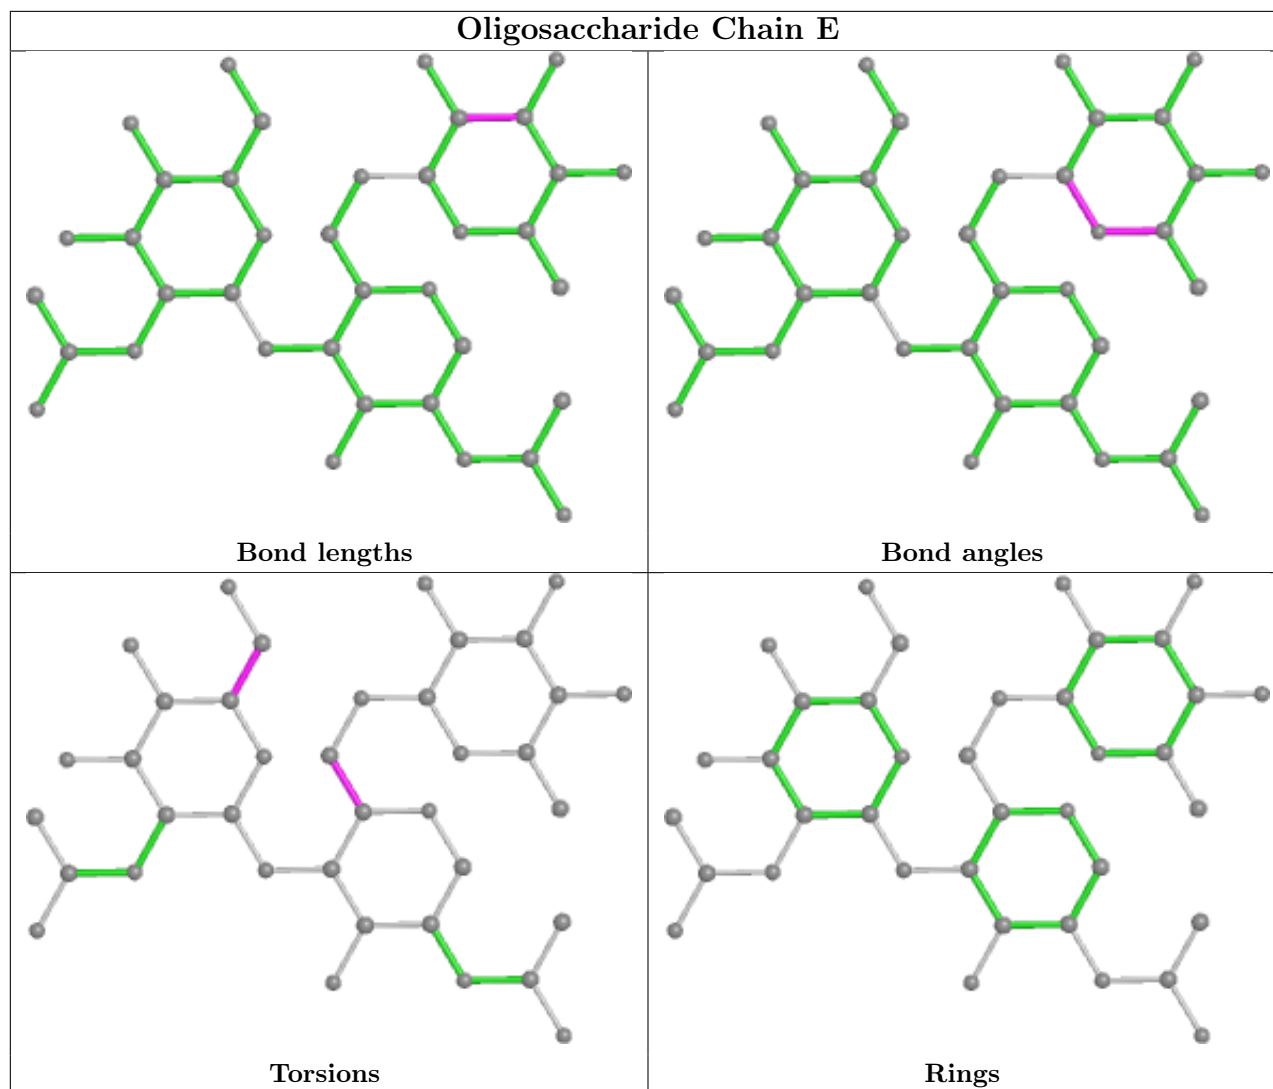 Oligosaccharide Chain E
Bond lengths
Bond angles
Torsions
Rings